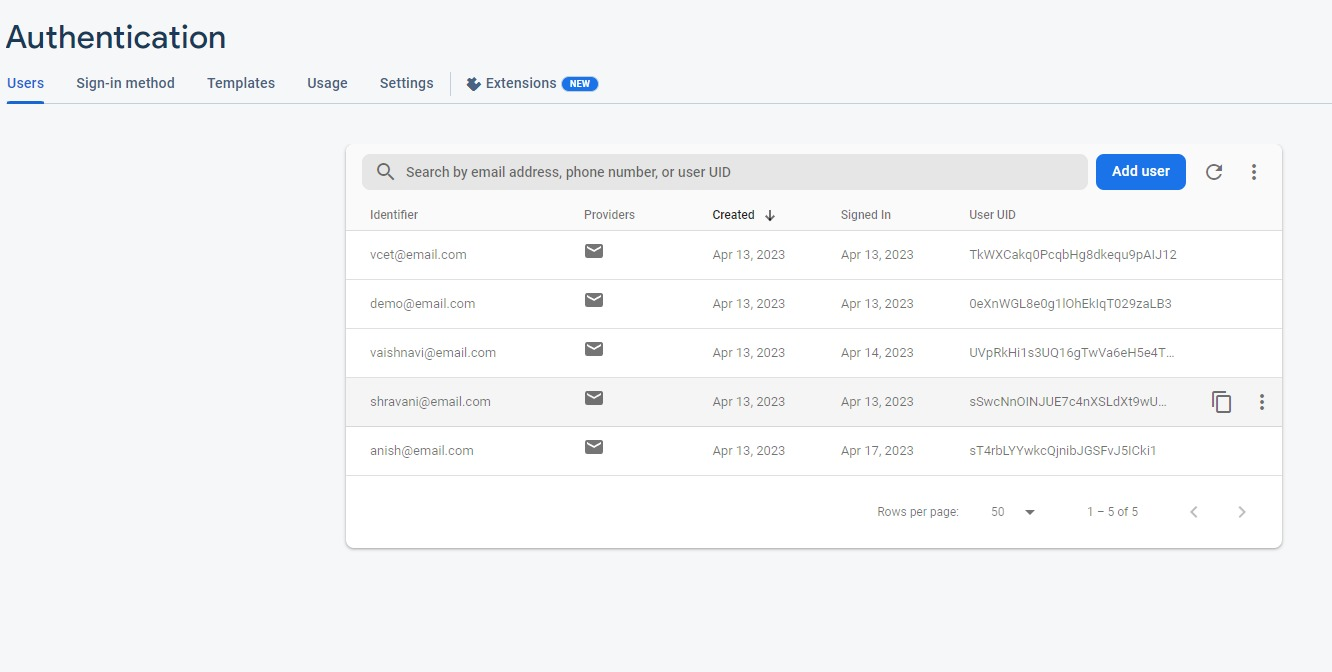 Authentication
Users Sign-in method Templates Usage Settings Extensions NEW
Search by email address, phone number, or user UID Add user
Identifier Providers Created Signed In User UID
vcet@email.com Apr 13, 2023 Apr 13, 2023 TkWXCakq0PcqbHg8dkequ9pAIJ12
demo@email.com Apr 13, 2023 Apr 13, 2023 0eXnWGL8e0g1lOhEkIqT029zaLB3
vaishnavi@email.com Apr 13, 2023 Apr 14, 2023 UVpRkHi1s3UQ16gTwVa6eH5e4T...
shravani@email.com Apr 13, 2023 Apr 13, 2023 sSwcNnOINJUE7c4nXSLdXt9wU...
anish@email.com Apr 13, 2023 Apr 17, 2023 sT4rbLYYwkcQjnibJGSFvJ5ICki1
Rows per page: 50 1 – 5 of 5